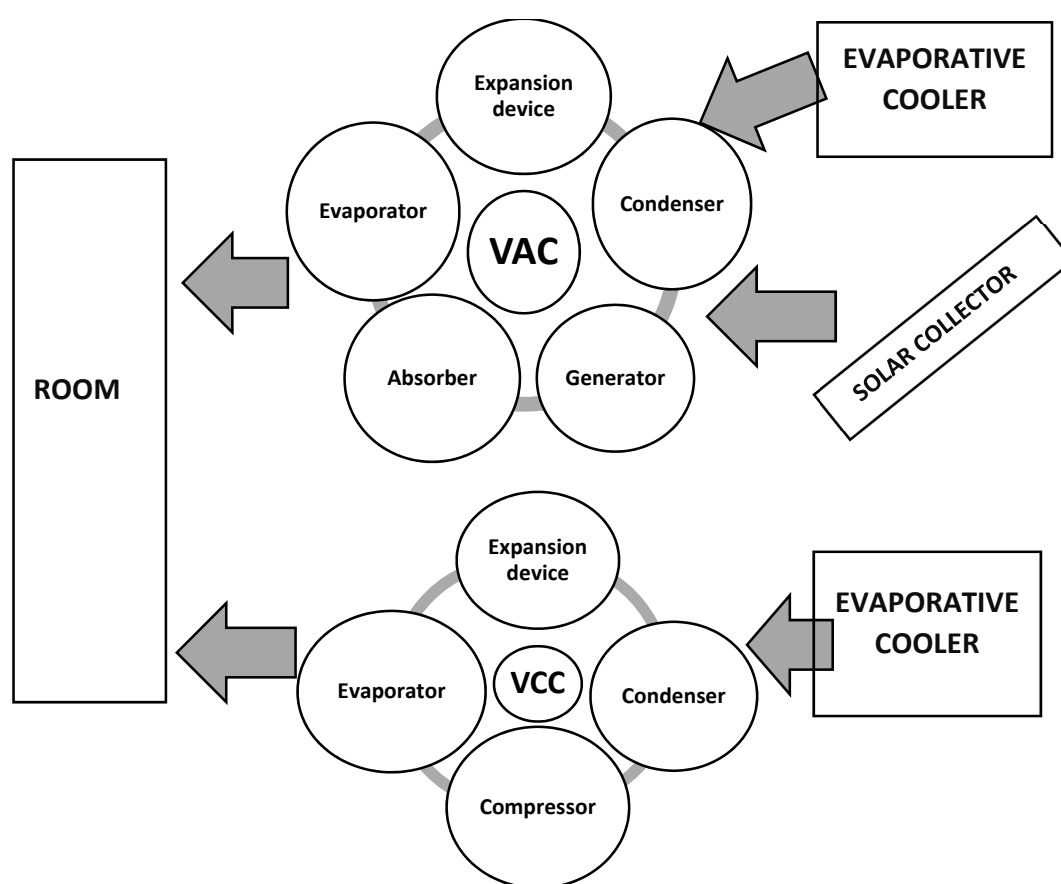 EVAPORATIVE
COOLER
Expansion
device
Evaporator
Condenser
VAC
SOLAR COLLECTOR
ROOM
Absorber
Generator
Expansion
device
EVAPORATIVE
COOLER
Evaporator
VCC
Condenser
Compressor